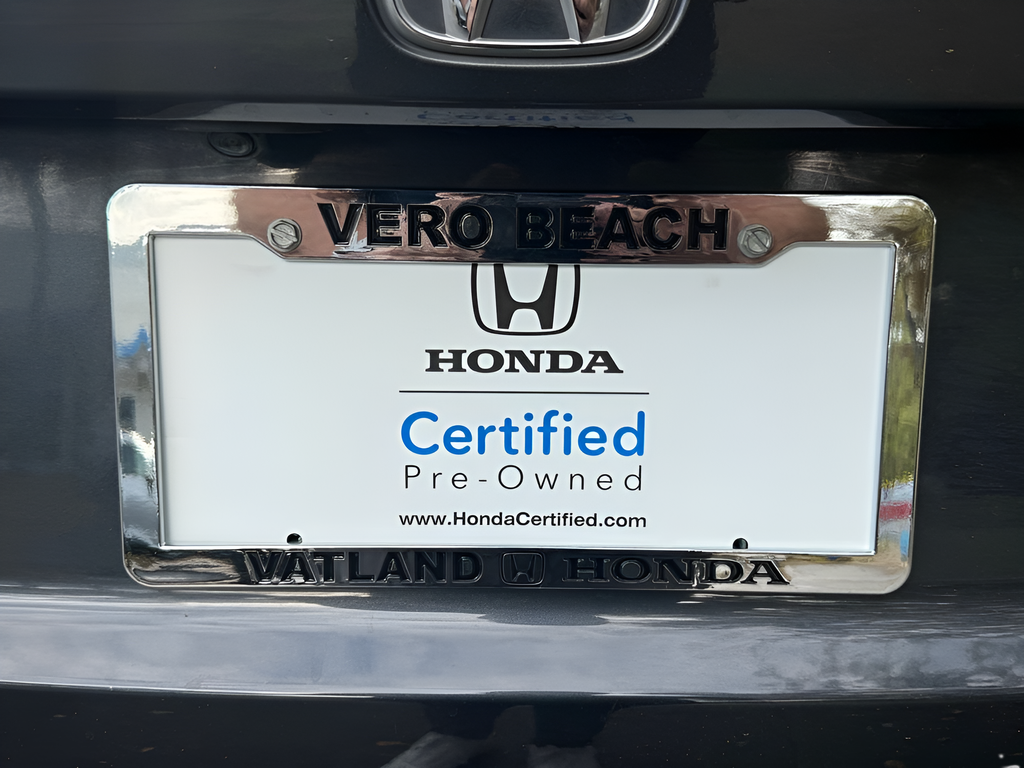 VERO BEACH
HONDA
Certified
Pre-Owned
www.HondaCertified.com
VATLAND HONDA